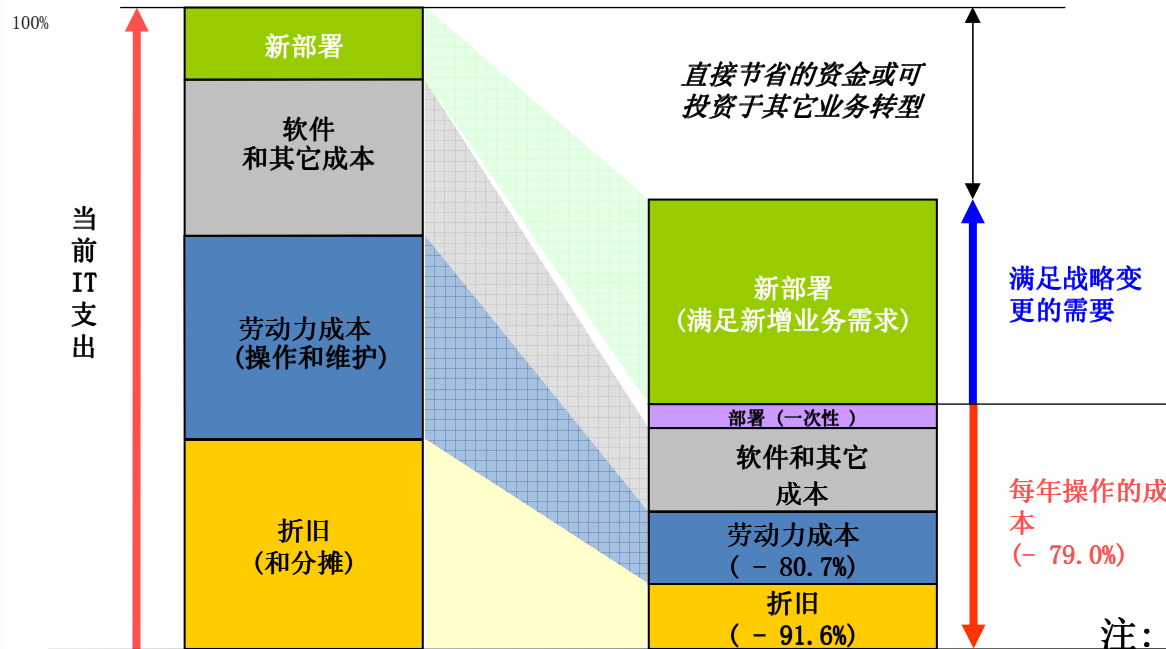 100%
新部署
软件
和其它成本
当
前
IT
支
出
劳动力成本
(操作和维护)
折旧
(和分摊)
直接节省的资金或可
投资于其它业务转型
新部署
(满足新增业务需求)
满足战略变
更的需要
部署 (一次性 )
软件和其它
成本
劳动力成本
( - 80.7%)
折旧
( - 91.6%)
每年操作的成
本
(- 79.0%)
注: